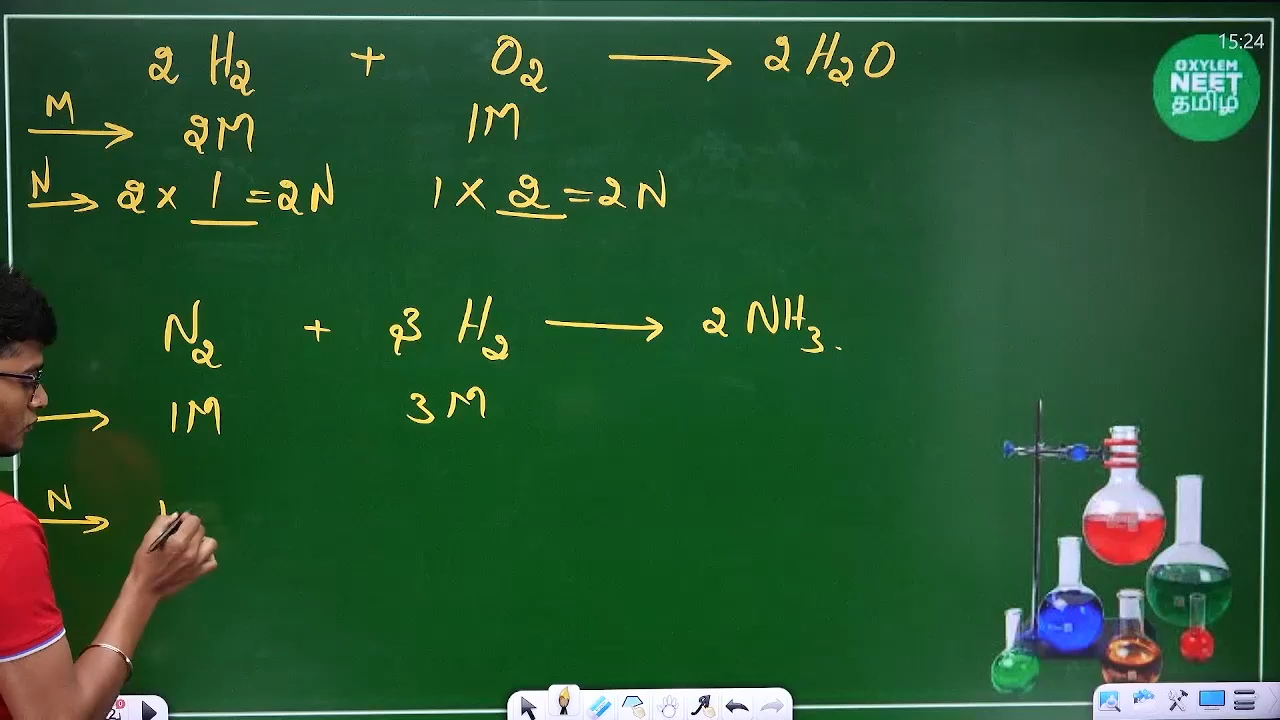 15:24
OXYLEM
NEET
தமிழ்
2 H2 + O2 → 2 H2O
M → 2M 1M
N → 2 × 1 = 2N 1 × 2 = 2N
N2 + 3 H2 → 2 NH3.
→ 1M 3M
N → 1